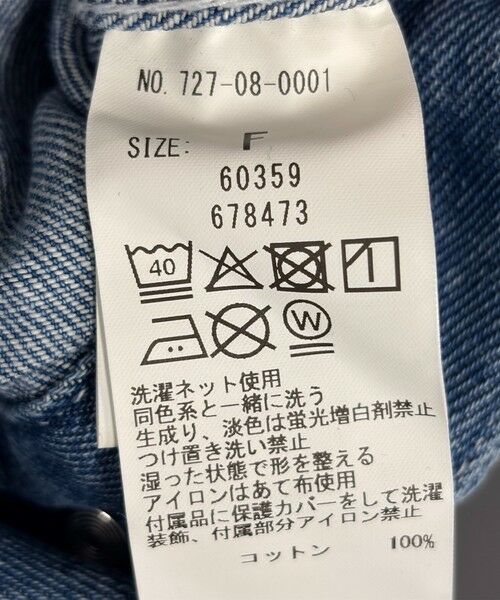 NO. 727-08-0001
SIZE: F
60359
678473
40
W
洗濯ネット使用
同色系と一緒に洗う
生成り、淡色は蛍光増白剤禁止
つけ置き洗い禁止
湿った状態で形を整える
アイロンはあて布使用
付属品に保護カバーをして洗濯
装飾、付属部分アイロン禁止
コットン 100%